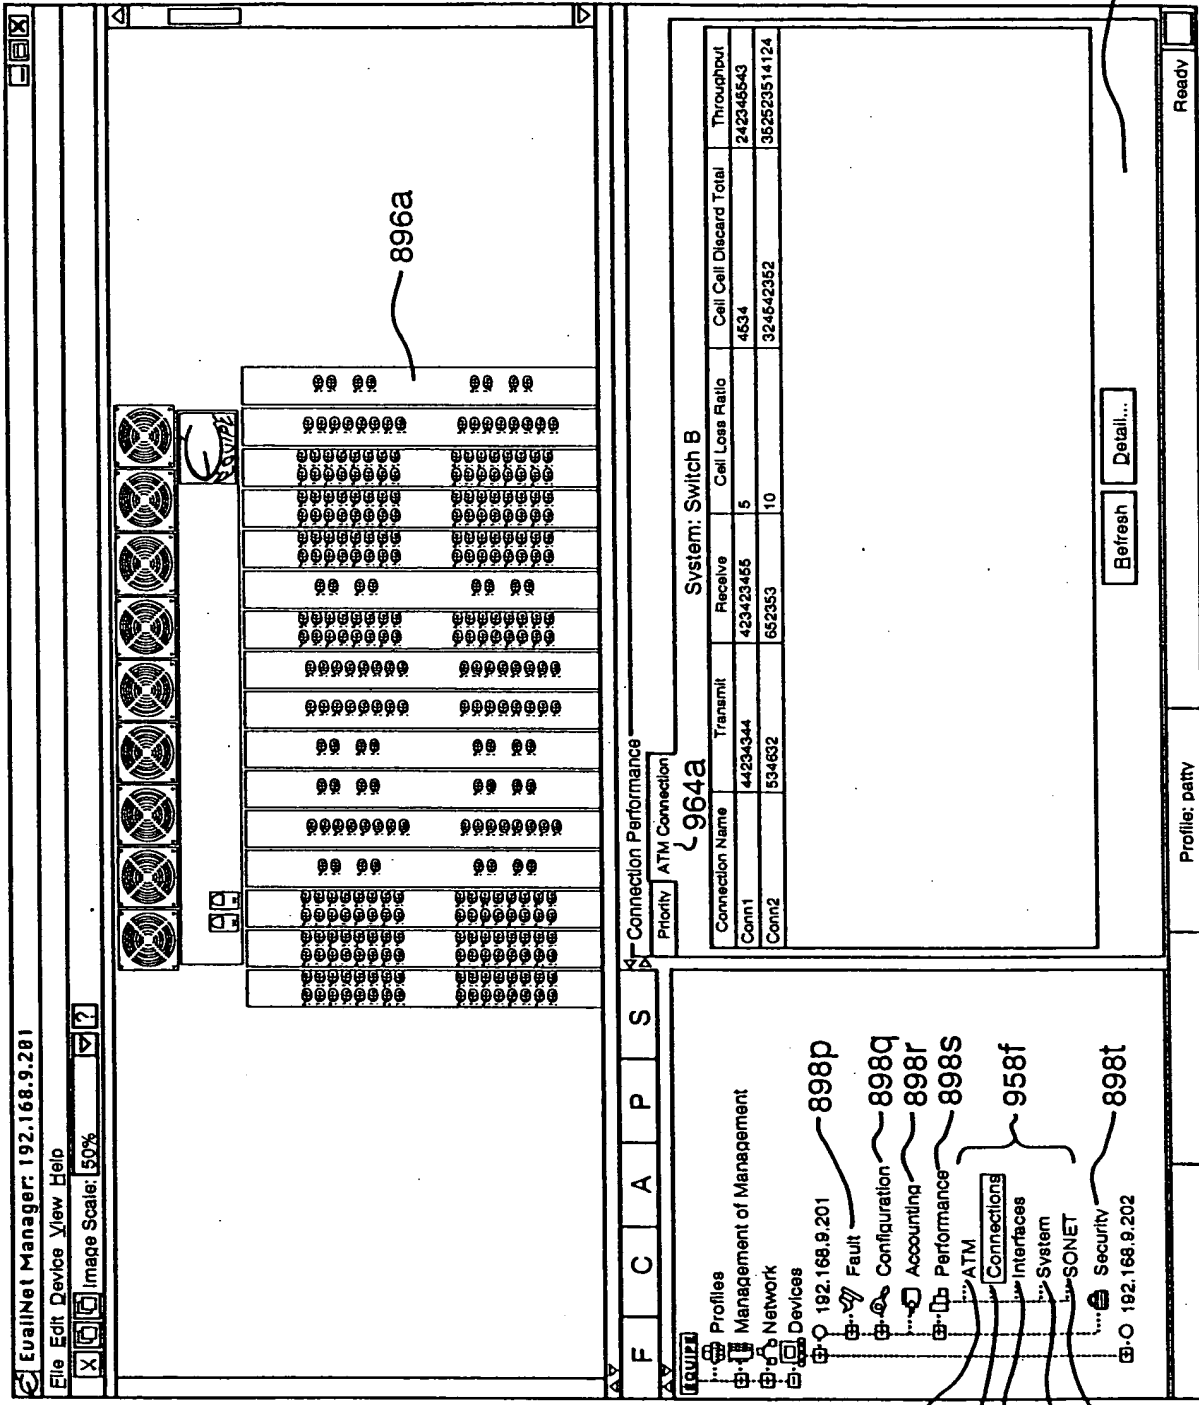 EualNet Manager: 192.168.9.201
File Edit Device View Help
X ? Image Scale: 50%
EQUIPE
896a
F C A P S
EQUIPE
Profiles
Management of Management
Network
Devices
192.168.9.201
Fault
Configuration
Accounting
Performance
ATM
Connections
Interfaces
System
SONET
Security
192.168.9.202
898p
898q
898r
898s
958f
898t
Connection Performance
Priority ATM Connection
964a
System: Switch B
Connection Name Transmit Receive Cell Loss Ratio Cell Cell Discard Total Throughput
Conn1 44234344 423423455 5 4534 242345543
Conn2 534632 652353 10 324542352 352523514124
Refresh Detail...
Profile: patty
Ready